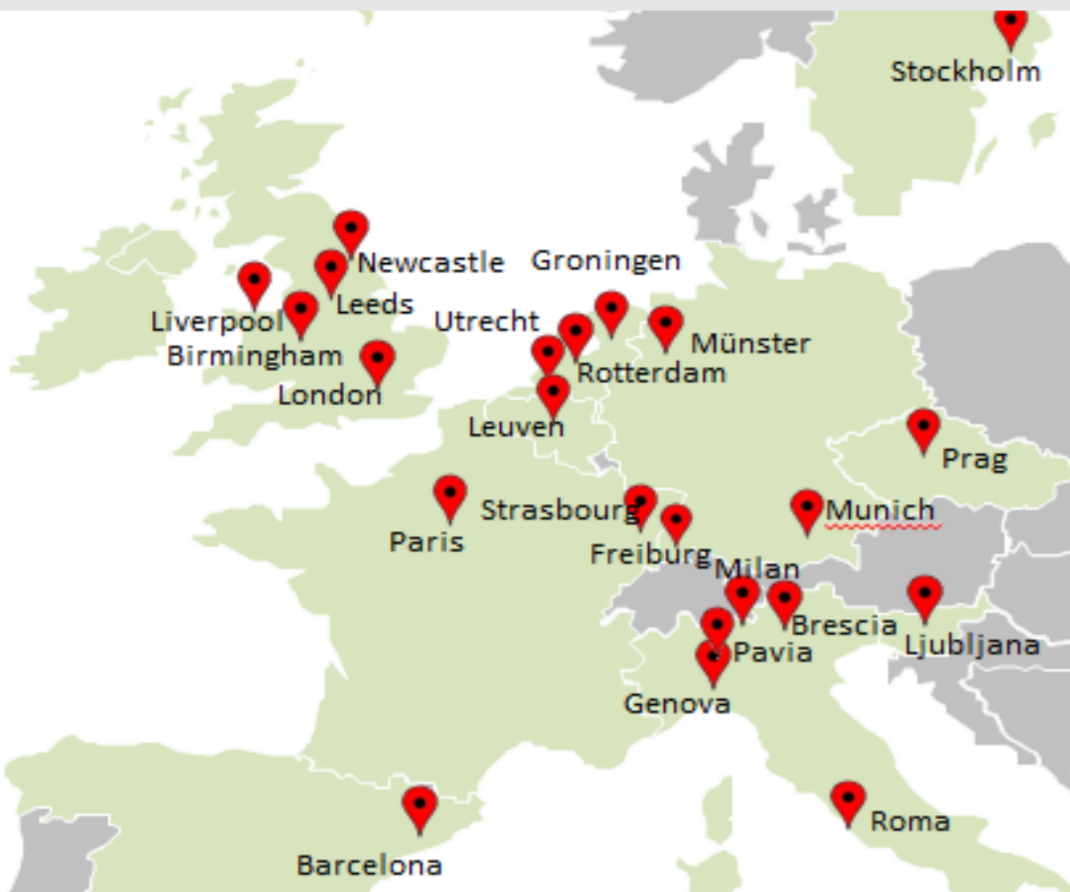 Stockholm
Newcastle
Groningen
Leeds
Liverpool
Utrecht
Münster
Birmingham
Rotterdam
London
Leuven
Prag
Strasbourg
Munich
Paris
Freiburg
Milan
Brescia
Ljubljana
Pavia
Genova
Roma
Barcelona